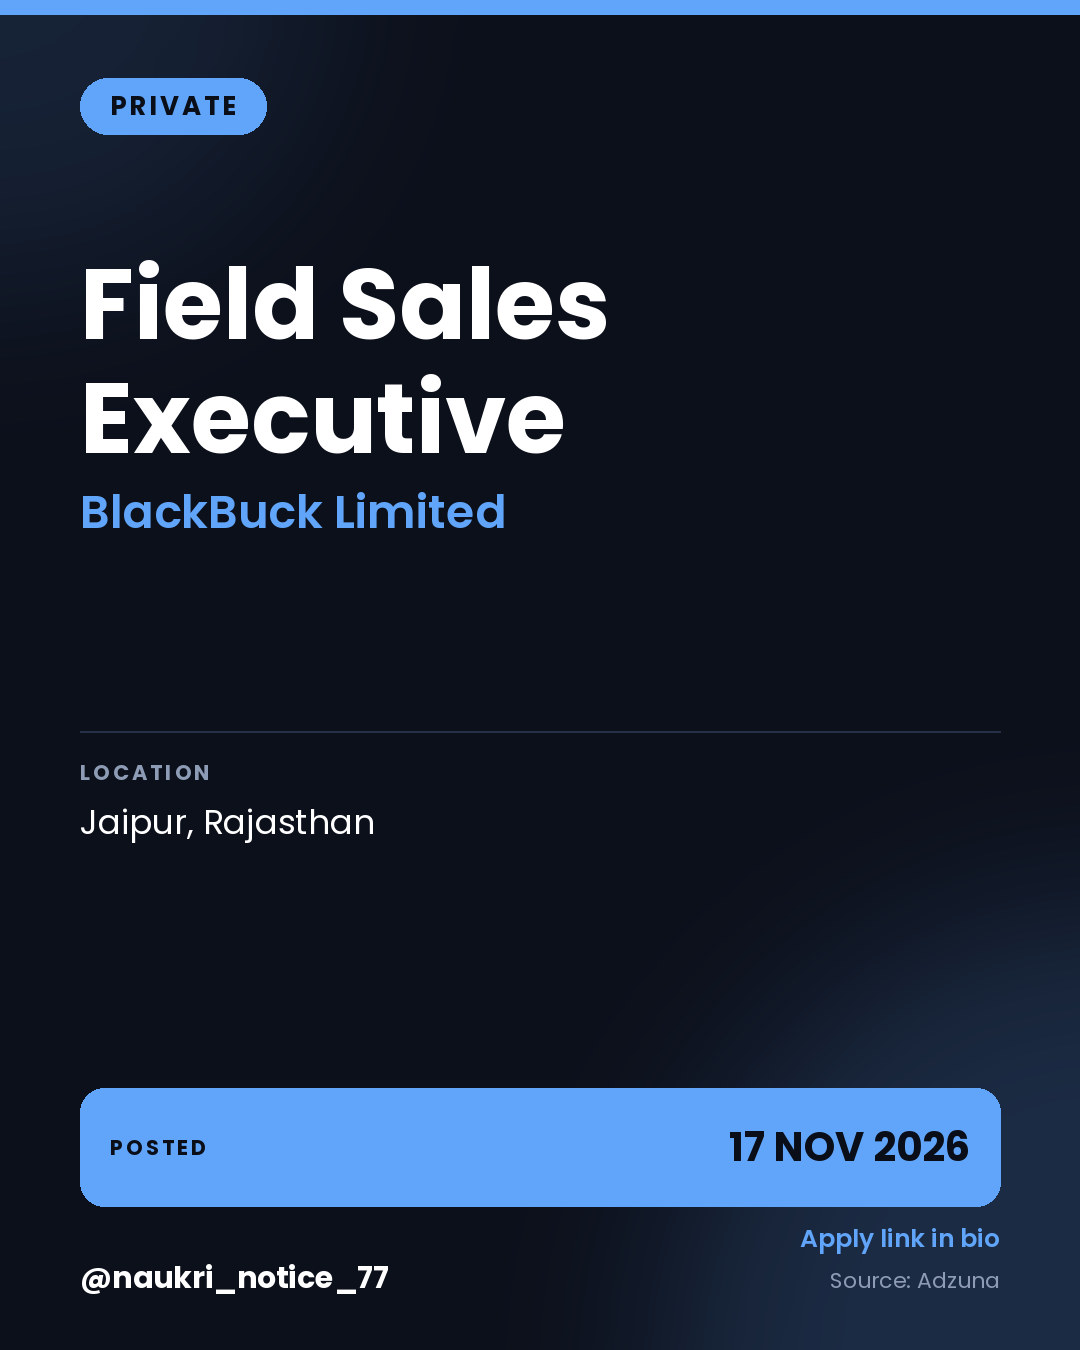 PRIVATE
Field Sales
Executive
BlackBuck Limited
LOCATION
Jaipur, Rajasthan
POSTED
17 NOV 2026
Apply link in bio
@naukri_notice_77
Source: Adzuna